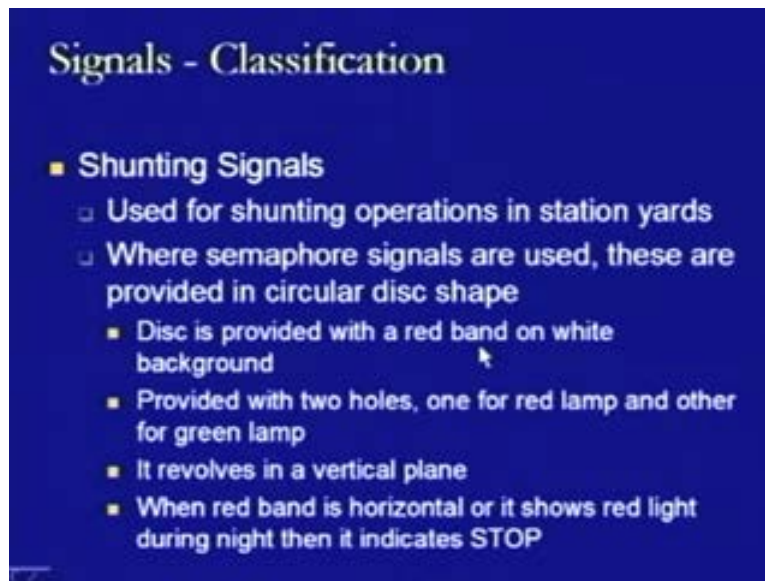 Signals - Classification
Shunting Signals
Used for shunting operations in station yards
Where semaphore signals are used, these are
provided in circular disc shape
Disc is provided with a red band on white
background
Provided with two holes, one for red lamp and other
for green lamp
It revolves in a vertical plane
When red band is horizontal or it shows red light
during night then it indicates STOP